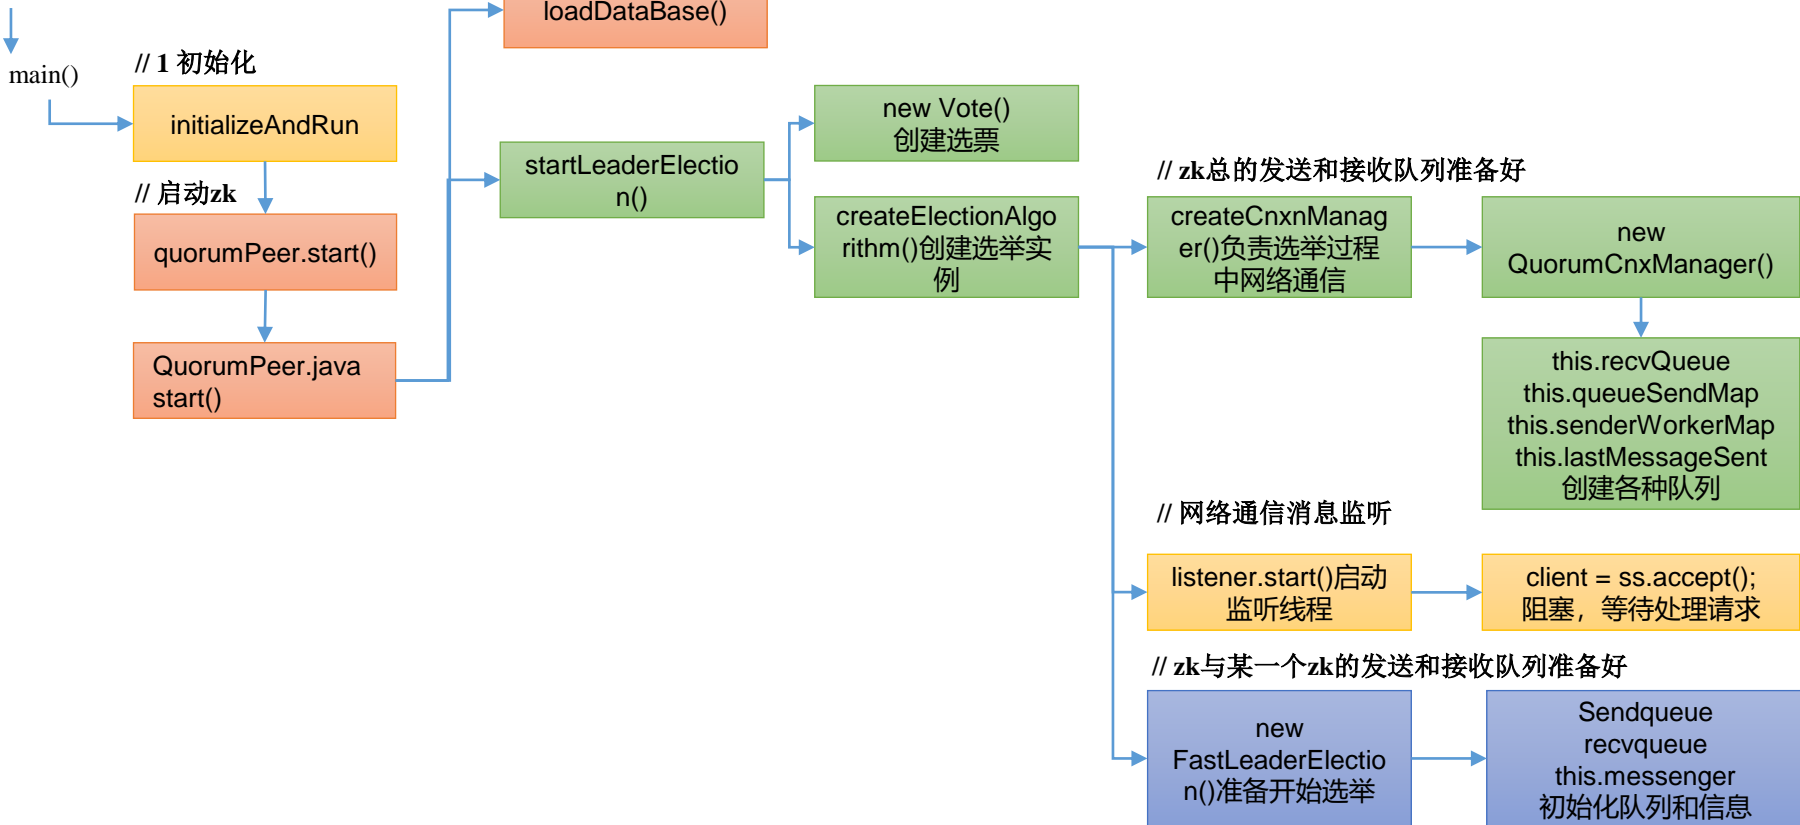 loadDataBase()
main()
// 1 初始化
initializeAndRun
// 启动zk
quorumPeer.start()
QuorumPeer.java
start()
startLeaderElectio
n()
new Vote()
创建选票
createElectionAlgo
rithm()创建选举实
例
// zk总的发送和接收队列准备好
createCnxnManag
er()负责选举过程
中网络通信
new
QuorumCnxManager()
this.recvQueue
this.queueSendMap
this.senderWorkerMap
this.lastMessageSent
创建各种队列
// 网络通信消息监听
listener.start()启动
监听线程
client = ss.accept();
阻塞，等待处理请求
// zk与某一个zk的发送和接收队列准备好
new
FastLeaderElectio
n()准备开始选举
Sendqueue
recvqueue
this.messenger
初始化队列和信息